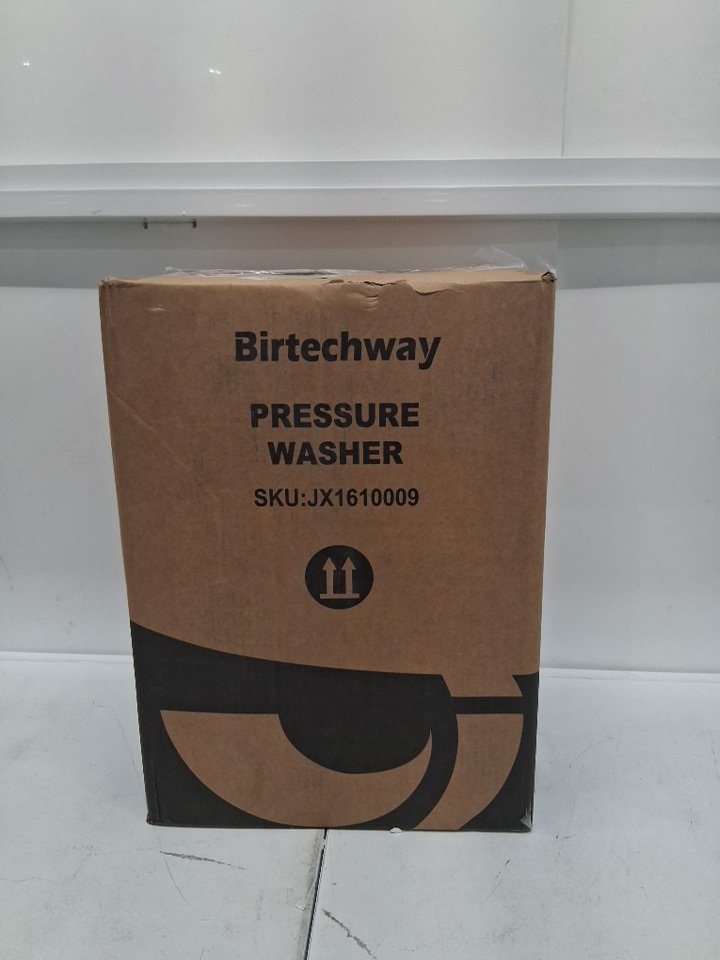 Birtechway
PRESSURE
WASHER
SKU:JX1610009